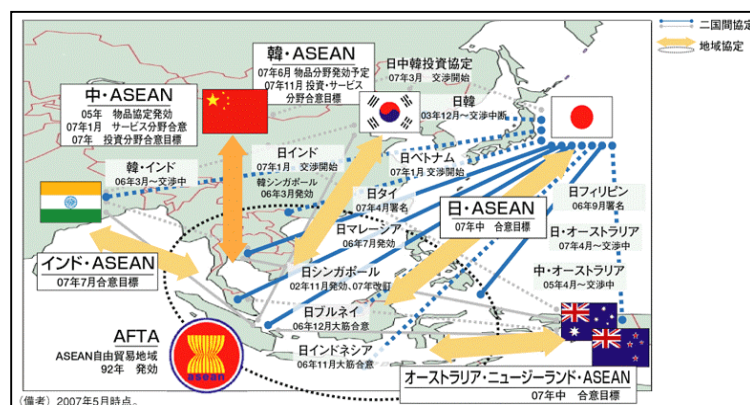 二国間協定
地域協定
韓・ASEAN
07年6月 物品分野発効予定
07年11月 投資・サービス
分野合意目標
日中韓投資協定
07年3月 交渉開始
中・ASEAN
05年 物品協定発効
07年1月 サービス分野合意
07年 投資分野合意目標
日韓
03年12月～交渉中断
韓・インド
06年3月～交渉中
日インド
07年1月 交渉開始
日ベトナム
07年1月 交渉開始
韓シンガポール
06年3月発効
日タイ
07年4月署名
日フィリピン
06年9月署名
日・ASEAN
07年中 合意目標
日マレーシア
06年7月発効
日・オーストラリア
07年4月～交渉中
インド・ASEAN
07年7月合意目標
日シンガポール
02年11月発効、07年改訂
中・オーストラリア
05年4月～交渉中
日ブルネイ
06年12月大筋合意
AFTA
ASEAN自由貿易地域
92年 発効
asean
日インドネシア
06年11月大筋合意
オーストラリア・ニュージーランド・ASEAN
07年中 合意目標
（備考）2007年5月時点。